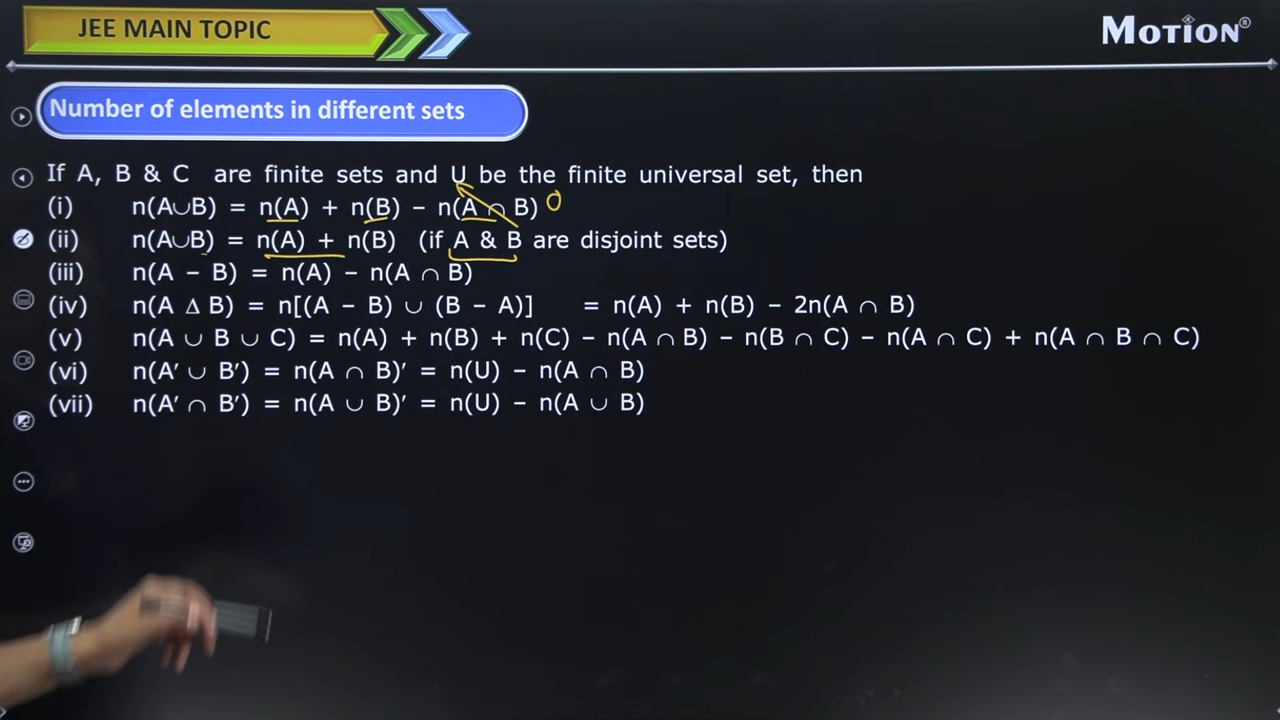 JEE MAIN TOPIC
MOTION®
Number of elements in different sets
If A, B & C are finite sets and U be the finite universal set, then
(i) n(A∪B) = n(A) + n(B) − n(A ∩ B) 0
(ii) n(A∪B) = n(A) + n(B) (if A & B are disjoint sets)
(iii) n(A − B) = n(A) − n(A ∩ B)
(iv) n(A Δ B) = n[(A − B) ∪ (B − A)] = n(A) + n(B) − 2n(A ∩ B)
(v) n(A ∪ B ∪ C) = n(A) + n(B) + n(C) − n(A ∩ B) − n(B ∩ C) − n(A ∩ C) + n(A ∩ B ∩ C)
(vi) n(A′ ∪ B′) = n(A ∩ B)′ = n(U) − n(A ∩ B)
(vii) n(A′ ∩ B′) = n(A ∪ B)′ = n(U) − n(A ∪ B)